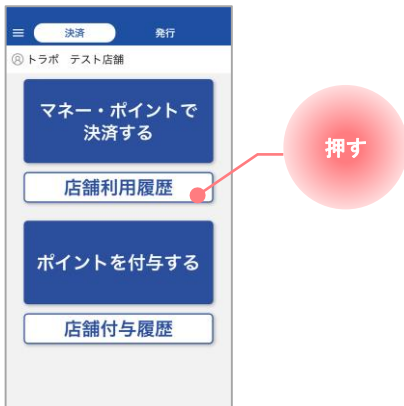 決済 発行
トラポ テスト店舗
マネー・ポイントで
決済する
店舗利用履歴
押す
ポイントを付与する
店舗付与履歴